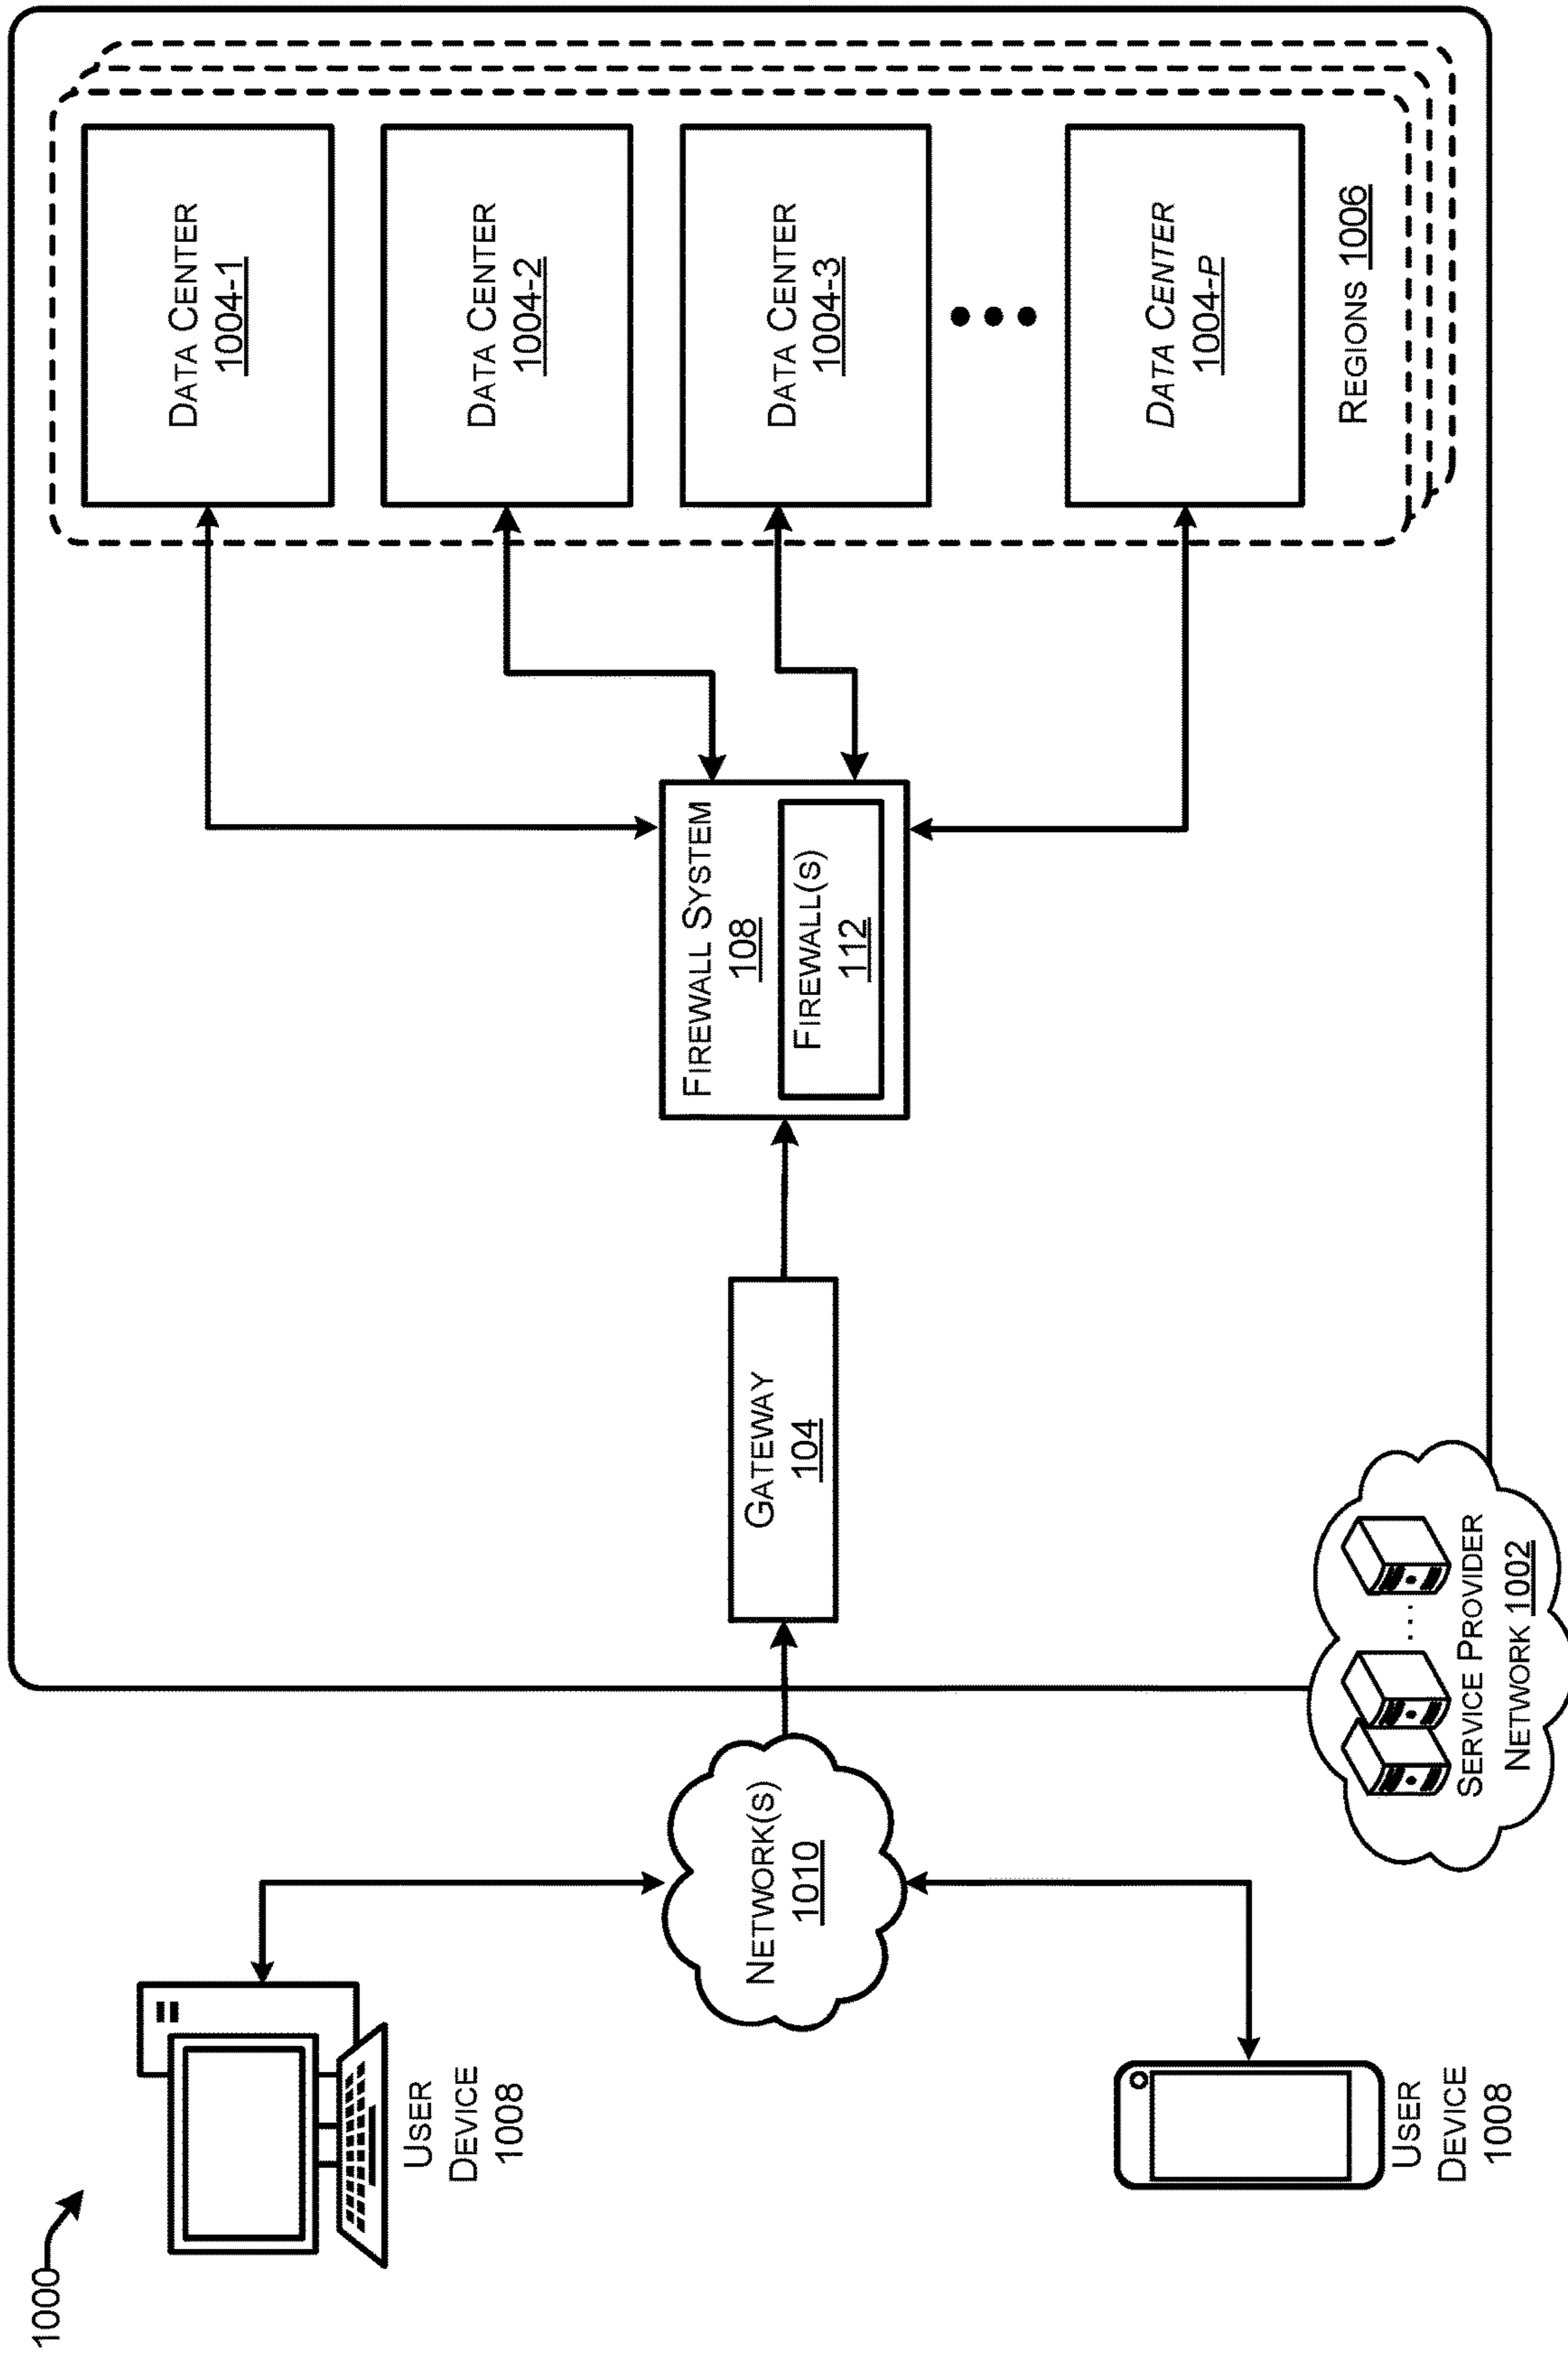 1000
USER
DEVICE
1008
USER
DEVICE
1008
NETWORK(S)
1010
SERVICE PROVIDER
NETWORK 1002
GATEWAY
104
FIREWALL SYSTEM
108
FIREWALL(S)
112
DATA CENTER
1004-1
DATA CENTER
1004-2
DATA CENTER
1004-3
DATA CENTER
1004-P
REGIONS 1006